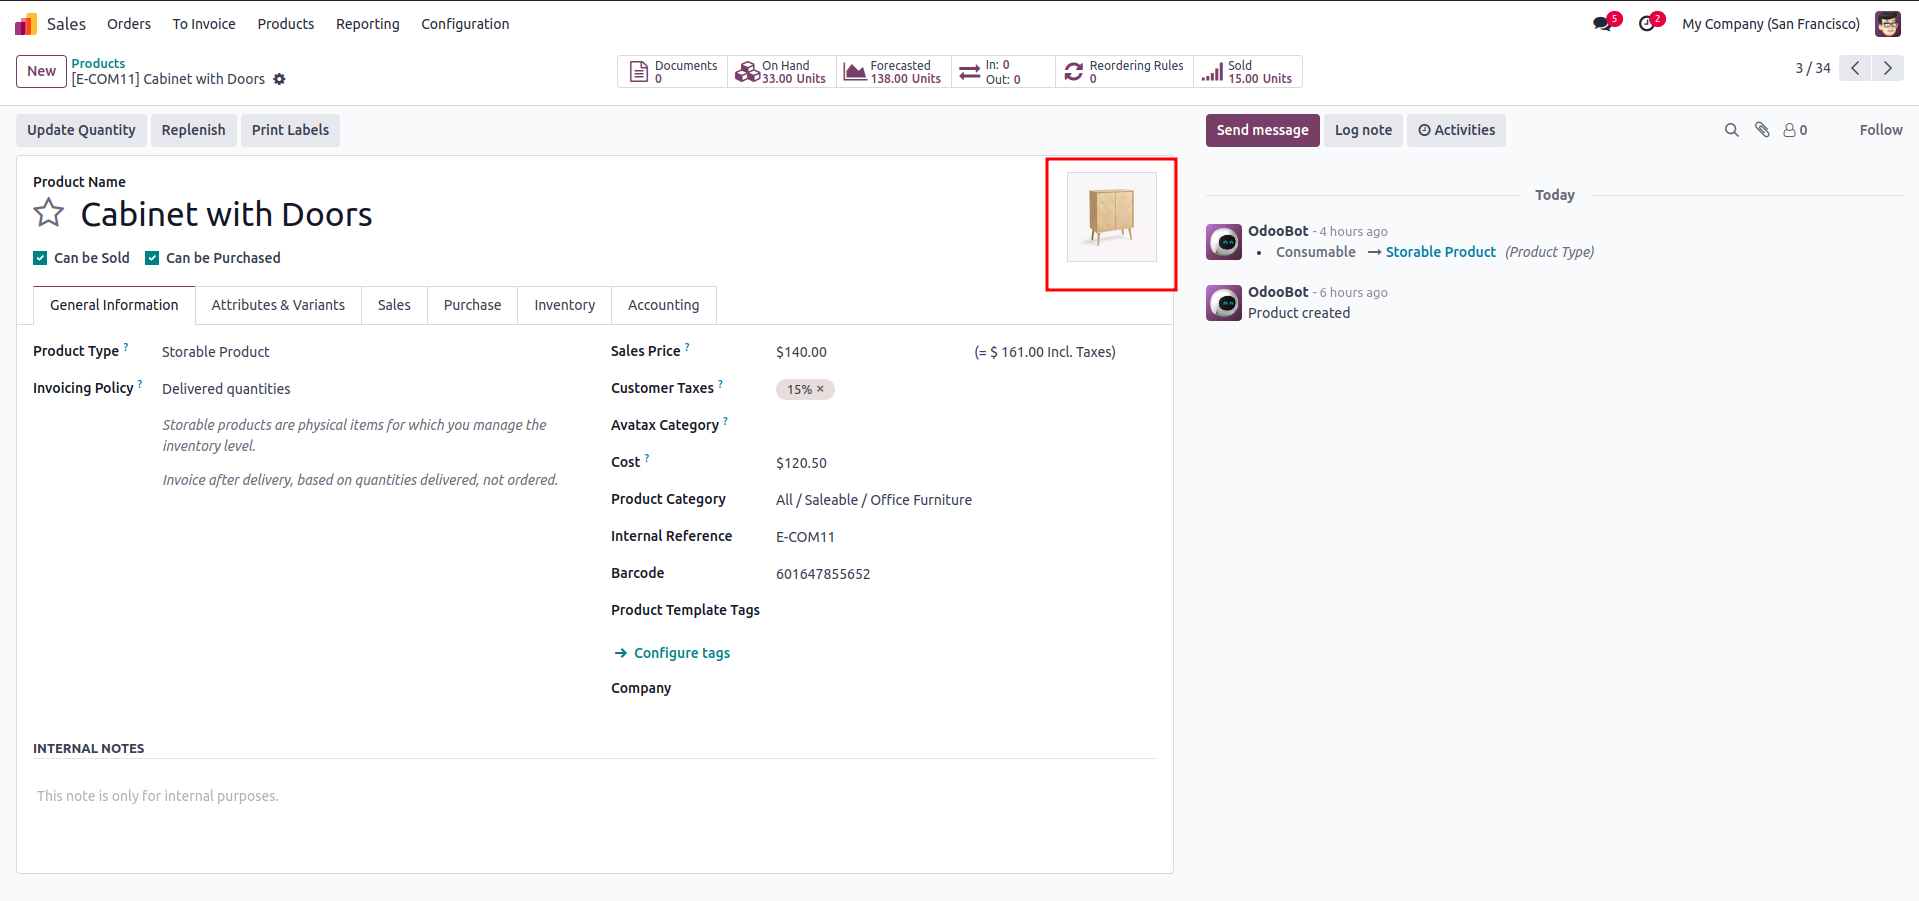 Sales Orders To Invoice Products Reporting Configuration 5 2 My Company (San Francisco)
New Products
[E-COM11] Cabinet with Doors
Documents
0
On Hand
33.00 Units
Forecasted
138.00 Units
In: 0
Out: 0
Reordering Rules
0
Sold
15.00 Units
3 / 34
Update Quantity Replenish Print Labels
Send message Log note Activities 0 Follow
Product Name
Cabinet with Doors
Can be Sold Can be Purchased
General Information Attributes & Variants Sales Purchase Inventory Accounting
Product Type ? Storable Product
Invoicing Policy ? Delivered quantities
Storable products are physical items for which you manage the
inventory level.
Invoice after delivery, based on quantities delivered, not ordered.
Sales Price ? $140.00 (= $ 161.00 Incl. Taxes)
Customer Taxes ? 15% ×
Avatax Category ?
Cost ? $120.50
Product Category All / Saleable / Office Furniture
Internal Reference E-COM11
Barcode 601647855652
Product Template Tags
→ Configure tags
Company
INTERNAL NOTES
This note is only for internal purposes.
Today
OdooBot - 4 hours ago
• Consumable → Storable Product (Product Type)
OdooBot - 6 hours ago
Product created